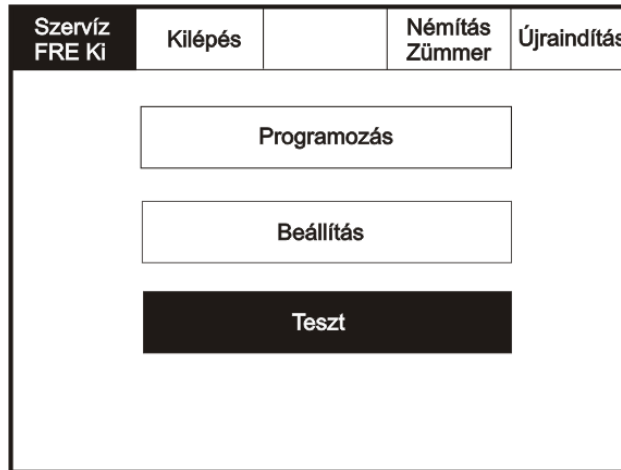 Szervíz
FRE Ki
Kilépés
Némítás
Zümmer
Újraindítás
Programozás
Beállítás
Teszt